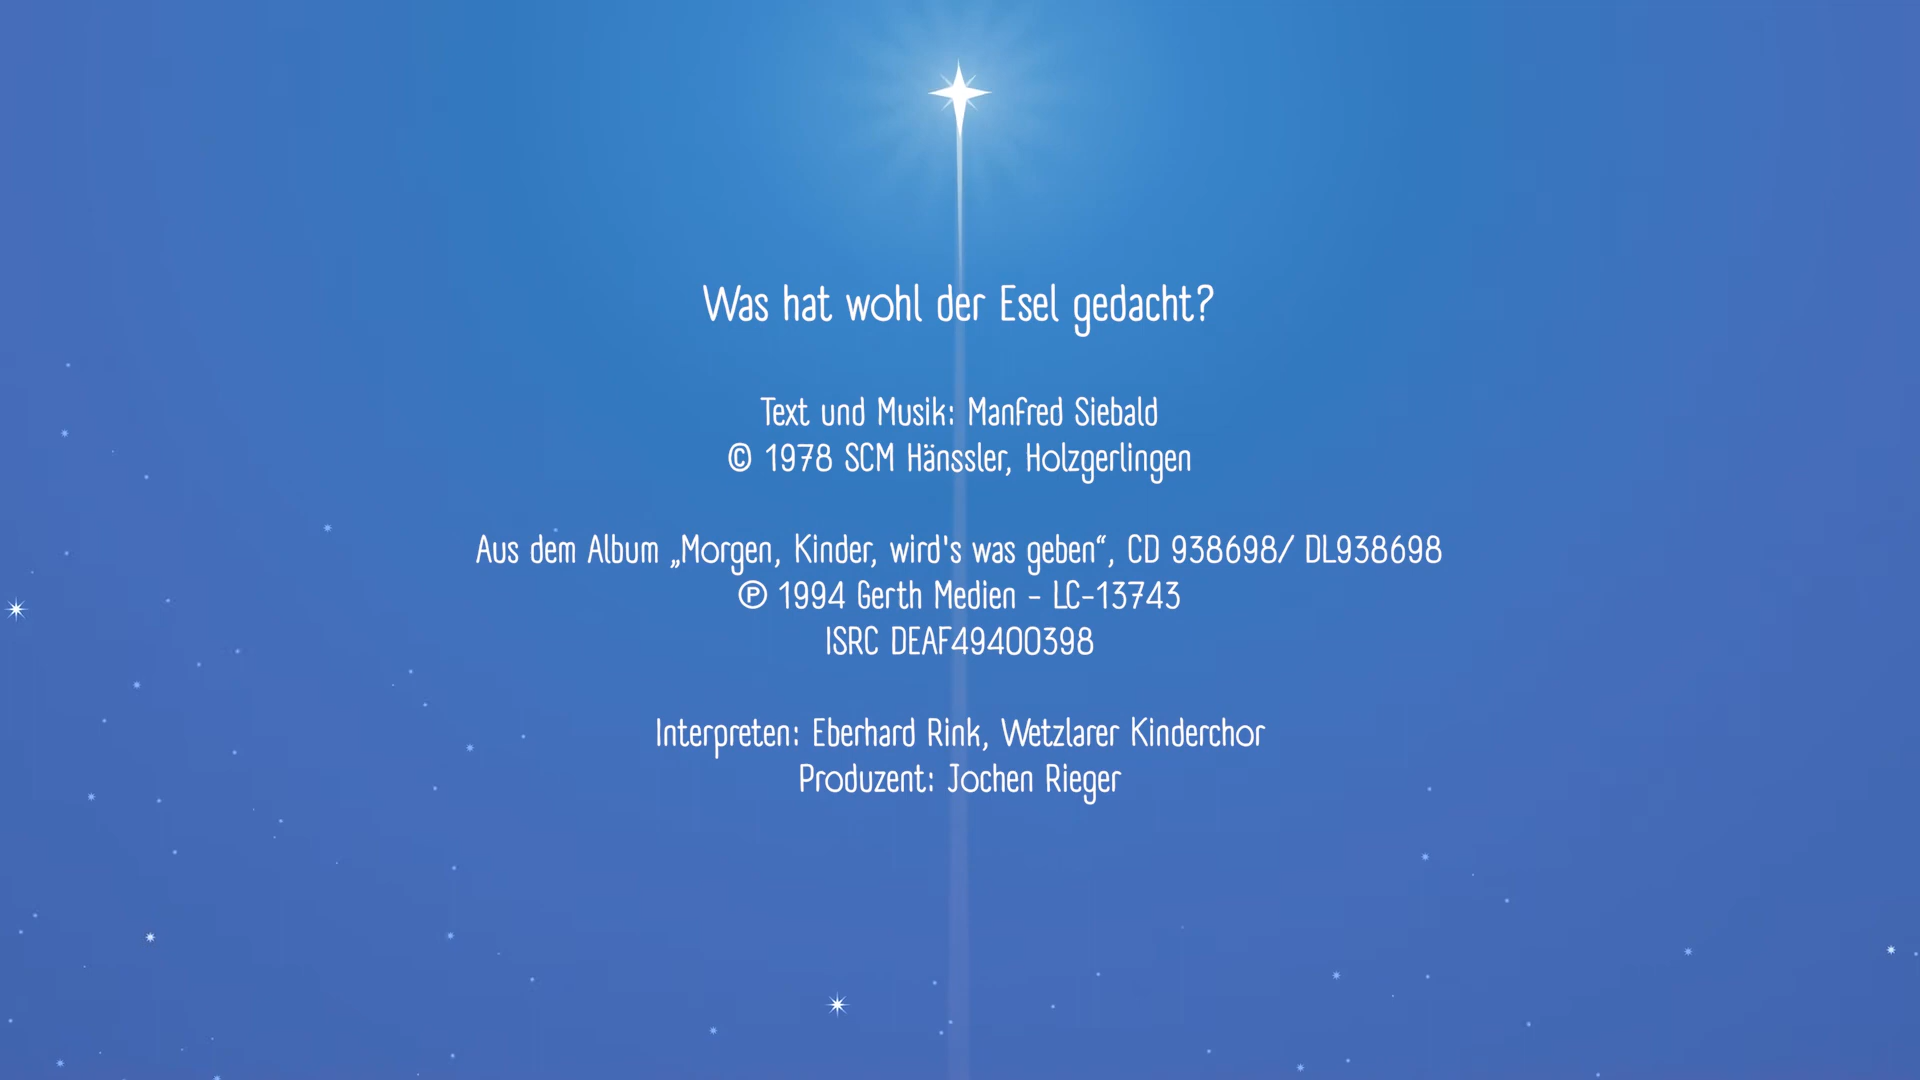 Was hat wohl der Esel gedacht?
Text und Musik: Manfred Siebald
© 1978 SCM Hänssler, Holzgerlingen
Aus dem Album „Morgen, Kinder, wird's was geben“, CD 938698/ DL938698
℗ 1994 Gerth Medien - LC-13743
ISRC DEAF49400398
Interpreten: Eberhard Rink, Wetzlarer Kinderchor
Produzent: Jochen Rieger